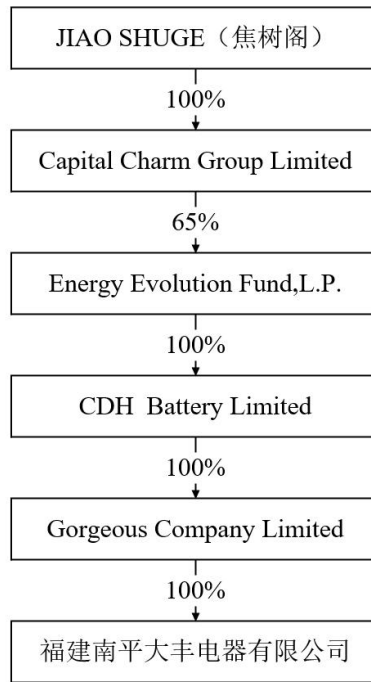 JIAO SHUGE（焦树阁）
100%
Capital Charm Group Limited
65%
Energy Evolution Fund,L.P.
100%
CDH Battery Limited
100%
Gorgeous Company Limited
100%
福建南平大丰电器有限公司